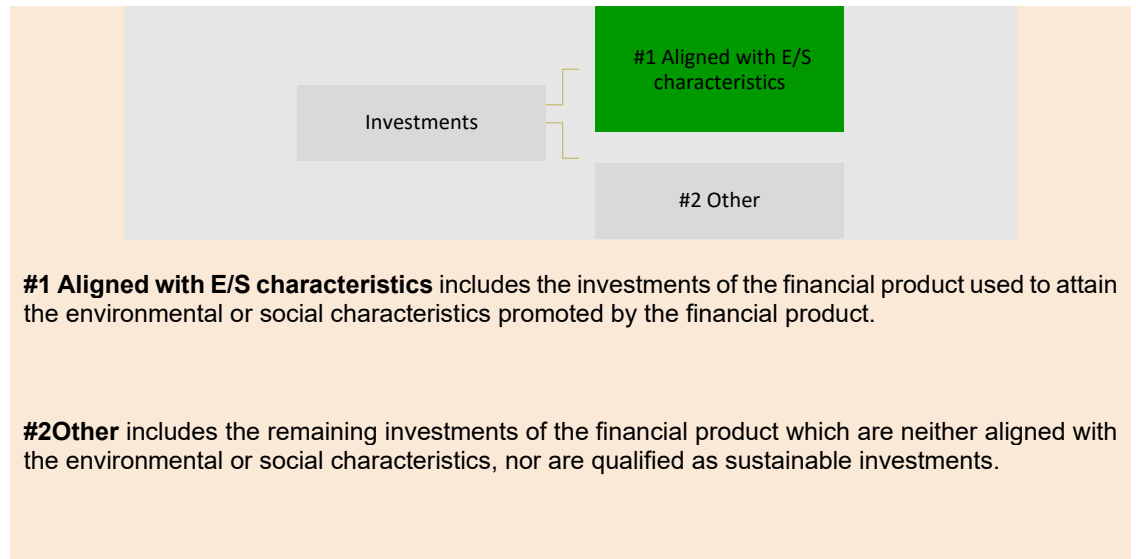 #1 Aligned with E/S
characteristics
Investments
#2 Other
#1 Aligned with E/S characteristics includes the investments of the financial product used to attain
the environmental or social characteristics promoted by the financial product.
#2Other includes the remaining investments of the financial product which are neither aligned with
the environmental or social characteristics, nor are qualified as sustainable investments.